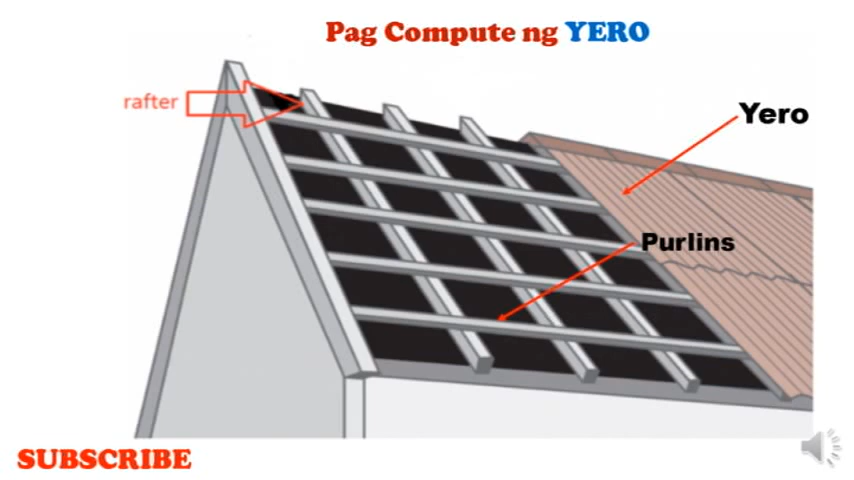 Pag Compute ng YERO
rafter
Yero
Purlins
SUBSCRIBE